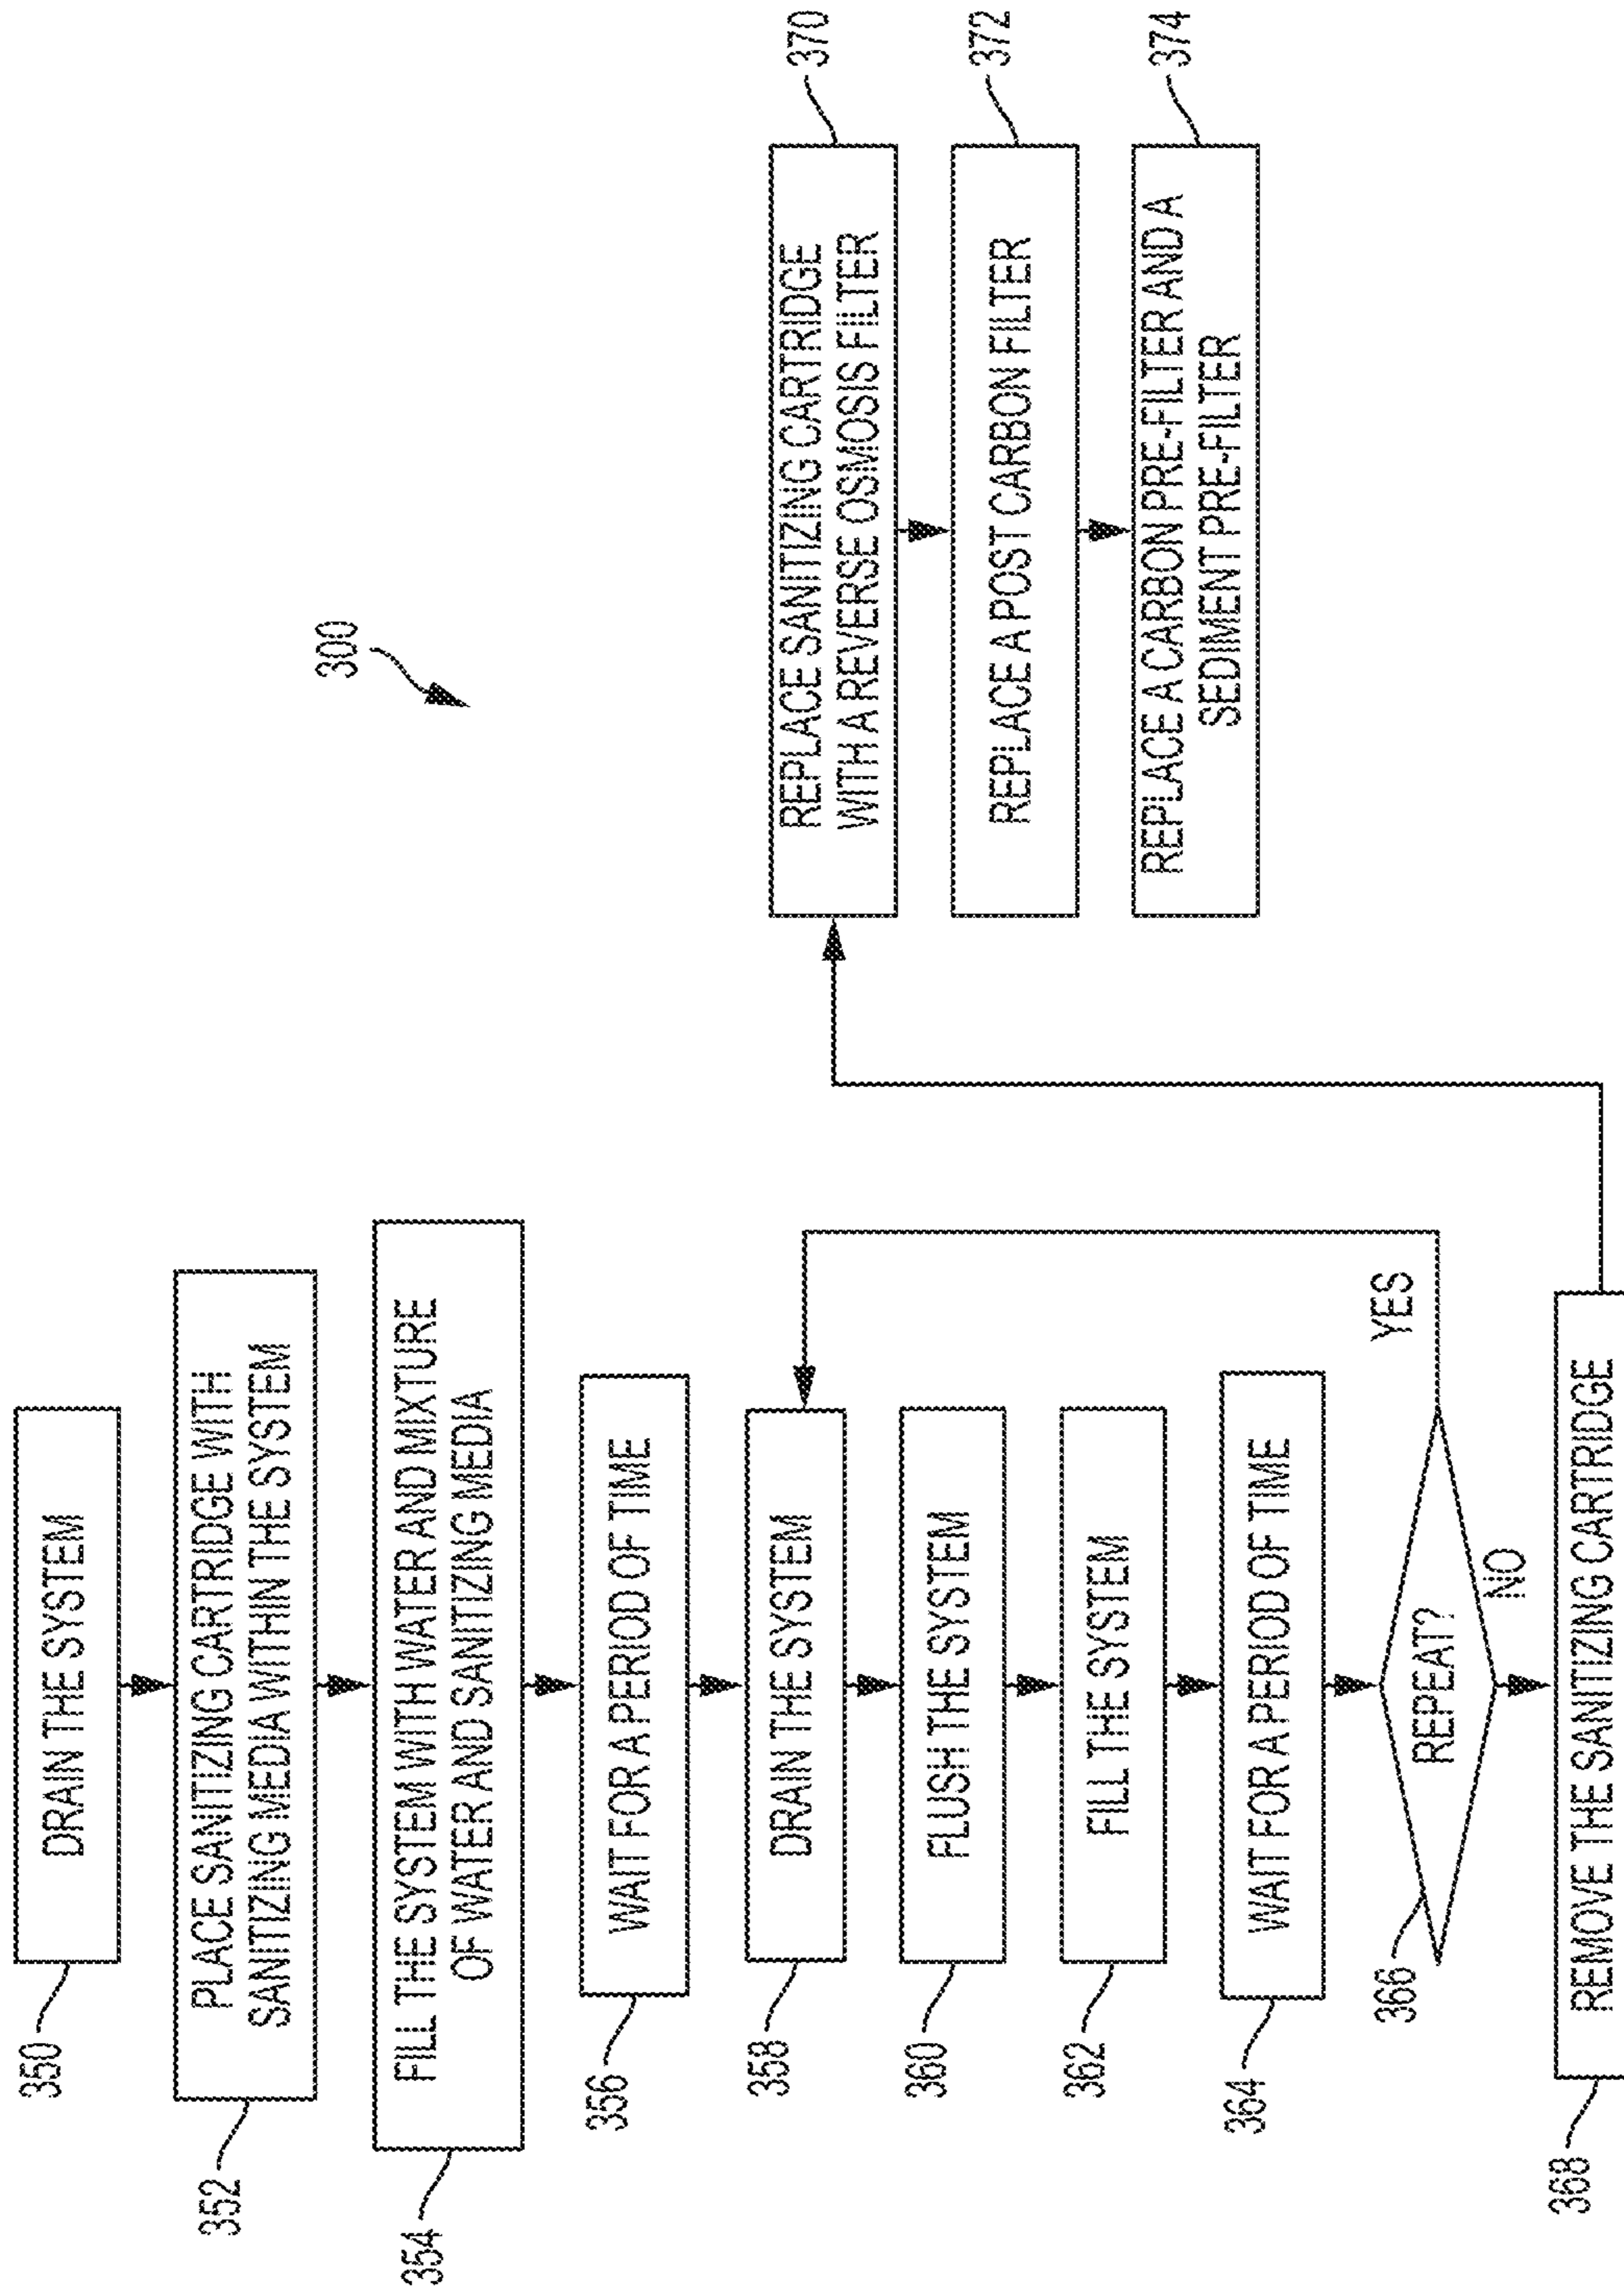 300
350
DRAIN THE SYSTEM
352
PLACE SANITIZING CARTRIDGE WITH
SANITIZING MEDIA WITHIN THE SYSTEM
354
FILL THE SYSTEM WITH WATER AND MIXTURE
OF WATER AND SANITIZING MEDIA
356
WAIT FOR A PERIOD OF TIME
358
DRAIN THE SYSTEM
360
FLUSH THE SYSTEM
362
FILL THE SYSTEM
364
WAIT FOR A PERIOD OF TIME
366
REPEAT?
YES
NO
368
REMOVE THE SANITIZING CARTRIDGE
REPLACE SANITIZING CARTRIDGE
WITH A REVERSE OSMOSIS FILTER
370
REPLACE A POST CARBON FILTER
372
REPLACE A CARBON PRE-FILTER AND A
SEDIMENT PRE-FILTER
374